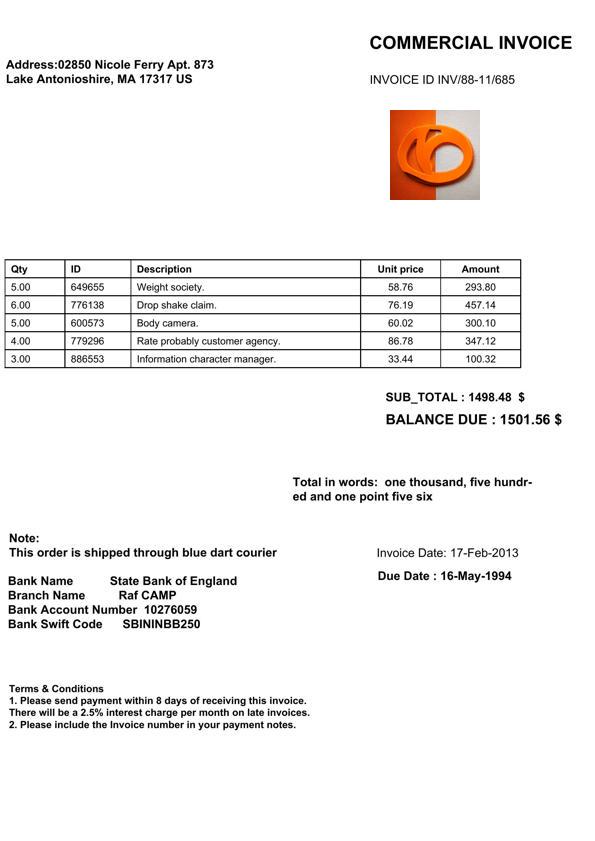 COMMERCIAL INVOICE
Address:02850 Nicole Ferry Apt. 873
Lake Antonioshire, MA 17317 US
INVOICE ID INV/88-11/685
Qty ID Description Unit price Amount
5.00 649655 Weight society. 58.76 293.80
6.00 776138 Drop shake claim. 76.19 457.14
5.00 600573 Body camera. 60.02 300.10
4.00 779296 Rate probably customer agency. 86.78 347.12
3.00 886553 Information character manager. 33.44 100.32
SUB_TOTAL : 1498.48 $
BALANCE DUE : 1501.56 $
Total in words: one thousand, five hundr-
ed and one point five six
Note:
This order is shipped through blue dart courier
Invoice Date: 17-Feb-2013
Due Date : 16-May-1994
Bank Name State Bank of England
Branch Name Raf CAMP
Bank Account Number 10276059
Bank Swift Code SBININBB250
Terms & Conditions
1. Please send payment within 8 days of receiving this invoice.
There will be a 2.5% interest charge per month on late invoices.
2. Please include the Invoice number in your payment notes.